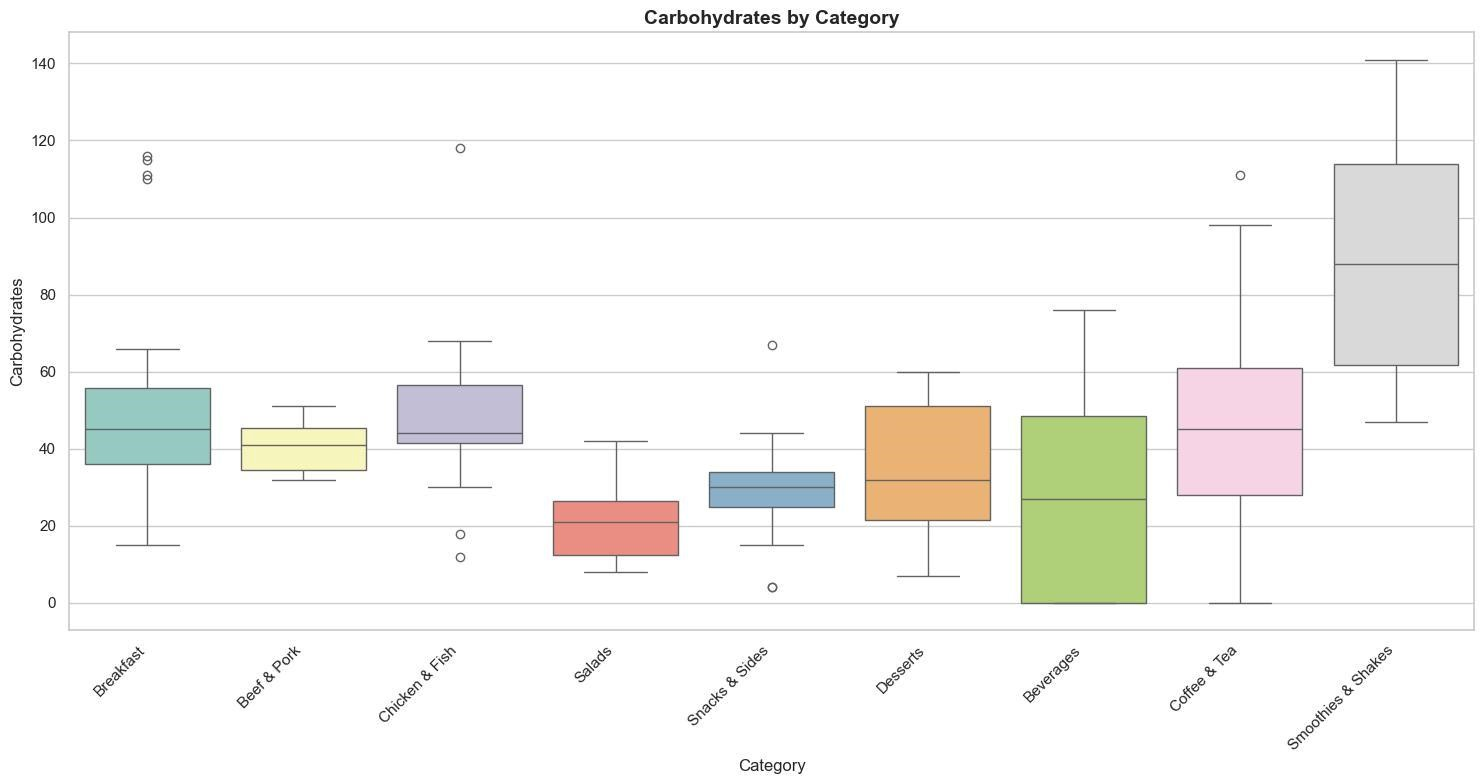 Carbohydrates by Category
Carbohydrates
140
120
100
80
60
40
20
0
Breakfast
Beef & Pork
Chicken & Fish
Salads
Snacks & Sides
Desserts
Beverages
Coffee & Tea
Smoothies & Shakes
Category